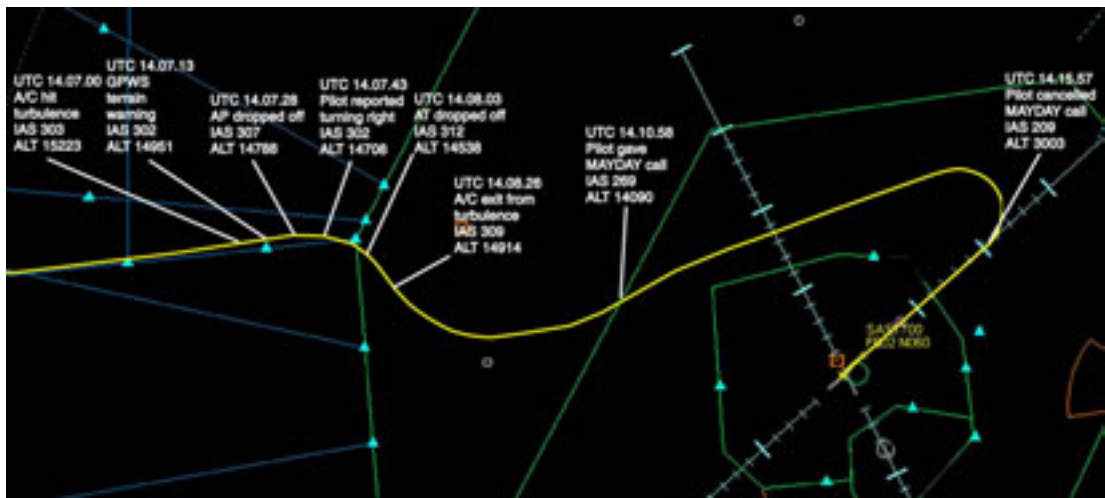 UTC 14.07.00
A/C hit
turbulence
IAS 303
ALT 15223
UTC 14.07.13
GPWS
terrain
warning
IAS 302
ALT 14951
UTC 14.07.28
AP dropped off
IAS 307
ALT 14788
UTC 14.07.43
Pilot reported
turning right
IAS 302
ALT 14708
UTC 14.08.03
AT dropped off
IAS 312
ALT 14538
UTC 14.08.26
A/C exit from
turbulence
IAS 309
ALT 14914
UTC 14.10.58
Pilot gave
MAYDAY call
IAS 269
ALT 14090
UTC 14.15.57
Pilot cancelled
MAYDAY call
IAS 209
ALT 3003
N060